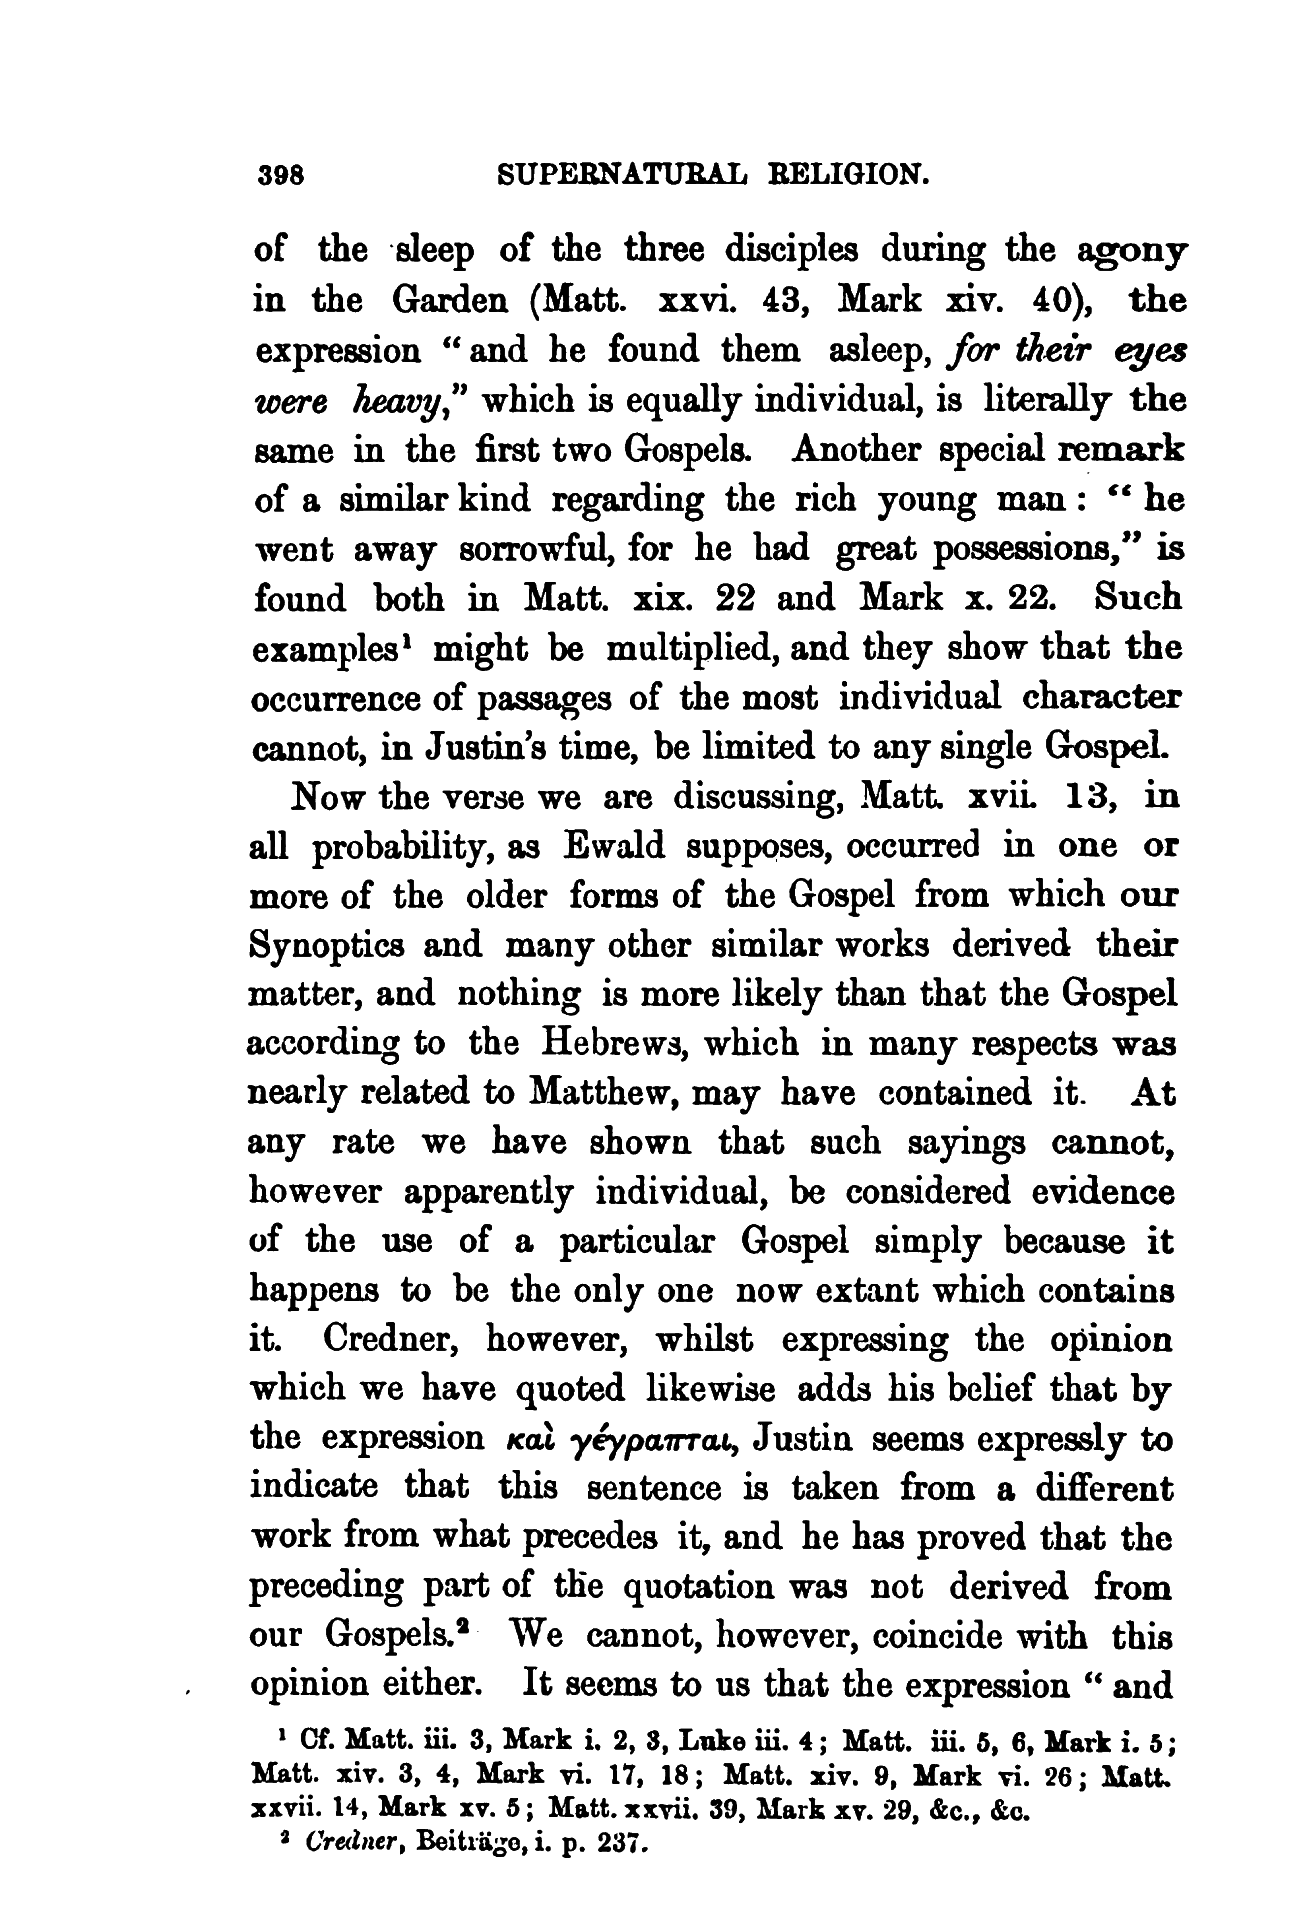 398 SUPERNATURAL RELIGION.
of the sleep of the three disciples during the agony
in the Garden (Matt. xxvi. 43, Mark xiv. 40), the
expression “and he found them asleep, for their eyes
were heavy,” which is equally individual, is literally the
same in the first two Gospels. Another special remark
of a similar kind regarding the rich young man : “he
went away sorrowful, for he had great possessions,” is
found both in Matt. xix. 22 and Mark x. 22. Such
examples¹ might be multiplied, and they show that the
occurrence of passages of the most individual character
cannot, in Justin's time, be limited to any single Gospel.
Now the verse we are discussing, Matt. xvii. 13, in
all probability, as Ewald supposes, occurred in one or
more of the older forms of the Gospel from which our
Synoptics and many other similar works derived their
matter, and nothing is more likely than that the Gospel
according to the Hebrews, which in many respects was
nearly related to Matthew, may have contained it. At
any rate we have shown that such sayings cannot,
however apparently individual, be considered evidence
of the use of a particular Gospel simply because it
happens to be the only one now extant which contains
it. Credner, however, whilst expressing the opinion
which we have quoted likewise adds his belief that by
the expression καὶ γέγραπται, Justin seems expressly to
indicate that this sentence is taken from a different
work from what precedes it, and he has proved that the
preceding part of the quotation was not derived from
our Gospels.² We cannot, however, coincide with this
opinion either. It seems to us that the expression “and
¹ Cf. Matt. iii. 3, Mark i. 2, 3, Luke iii. 4; Matt. iii. 5, 6, Mark i. 5;
Matt. xiv. 3, 4, Mark vi. 17, 18; Matt. xiv. 9, Mark vi. 26; Matt.
xxvii. 14, Mark xv. 5; Matt. xxvii. 39, Mark xv. 29, &c., &c.
² Credner, Beiträge, i. p. 237.